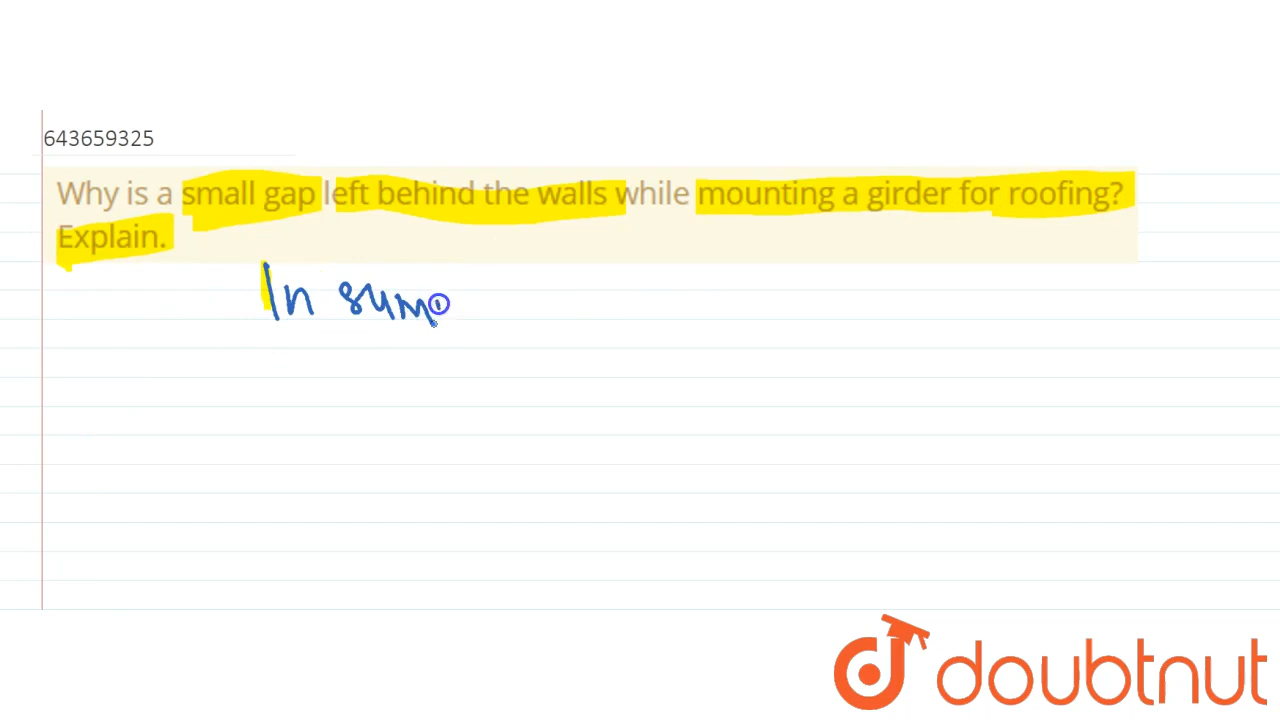 643659325
Why is a small gap left behind the walls while mounting a girder for roofing?
Explain.
In sum
doubtnut